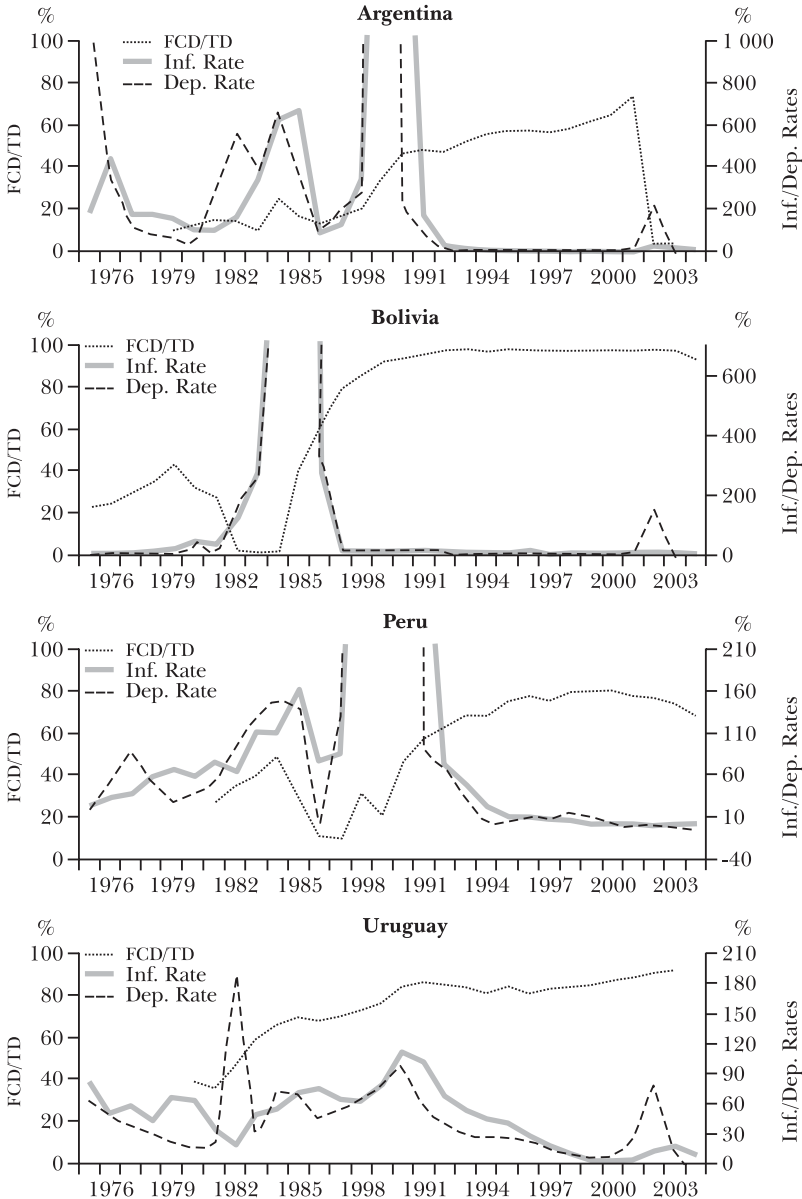 Argentina
% %
100 1 000
FCD/TD
Inf. Rate
Dep. Rate
80 800
60 600
40 400
20 200
0 0
FCD/TD
Inf./Dep. Rates
1976 1979 1982 1985 1998 1991 1994 1997 2000 2003
Bolivia
% %
100
FCD/TD
Inf. Rate
Dep. Rate
80 600
60 400
40
20 200
0 0
FCD/TD
Inf./Dep. Rates
1976 1979 1982 1985 1998 1991 1994 1997 2000 2003
Peru
% %
100 210
FCD/TD
Inf. Rate
Dep. Rate
80 160
60 110
40 60
20 10
0 -40
FCD/TD
Inf./Dep. Rates
1976 1979 1982 1985 1998 1991 1994 1997 2000 2003
Uruguay
% %
100 210
FCD/TD
Inf. Rate
Dep. Rate
80 180
150
60 120
40 90
60
20 30
0 0
FCD/TD
Inf./Dep. Rates
1976 1979 1982 1985 1998 1991 1994 1997 2000 2003